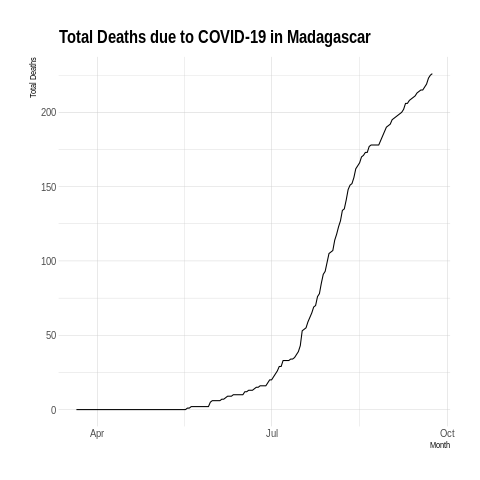 Total Deaths due to COVID-19 in Madagascar
Total Deaths
200
150
100
50
0
Apr
Jul
Oct
Month